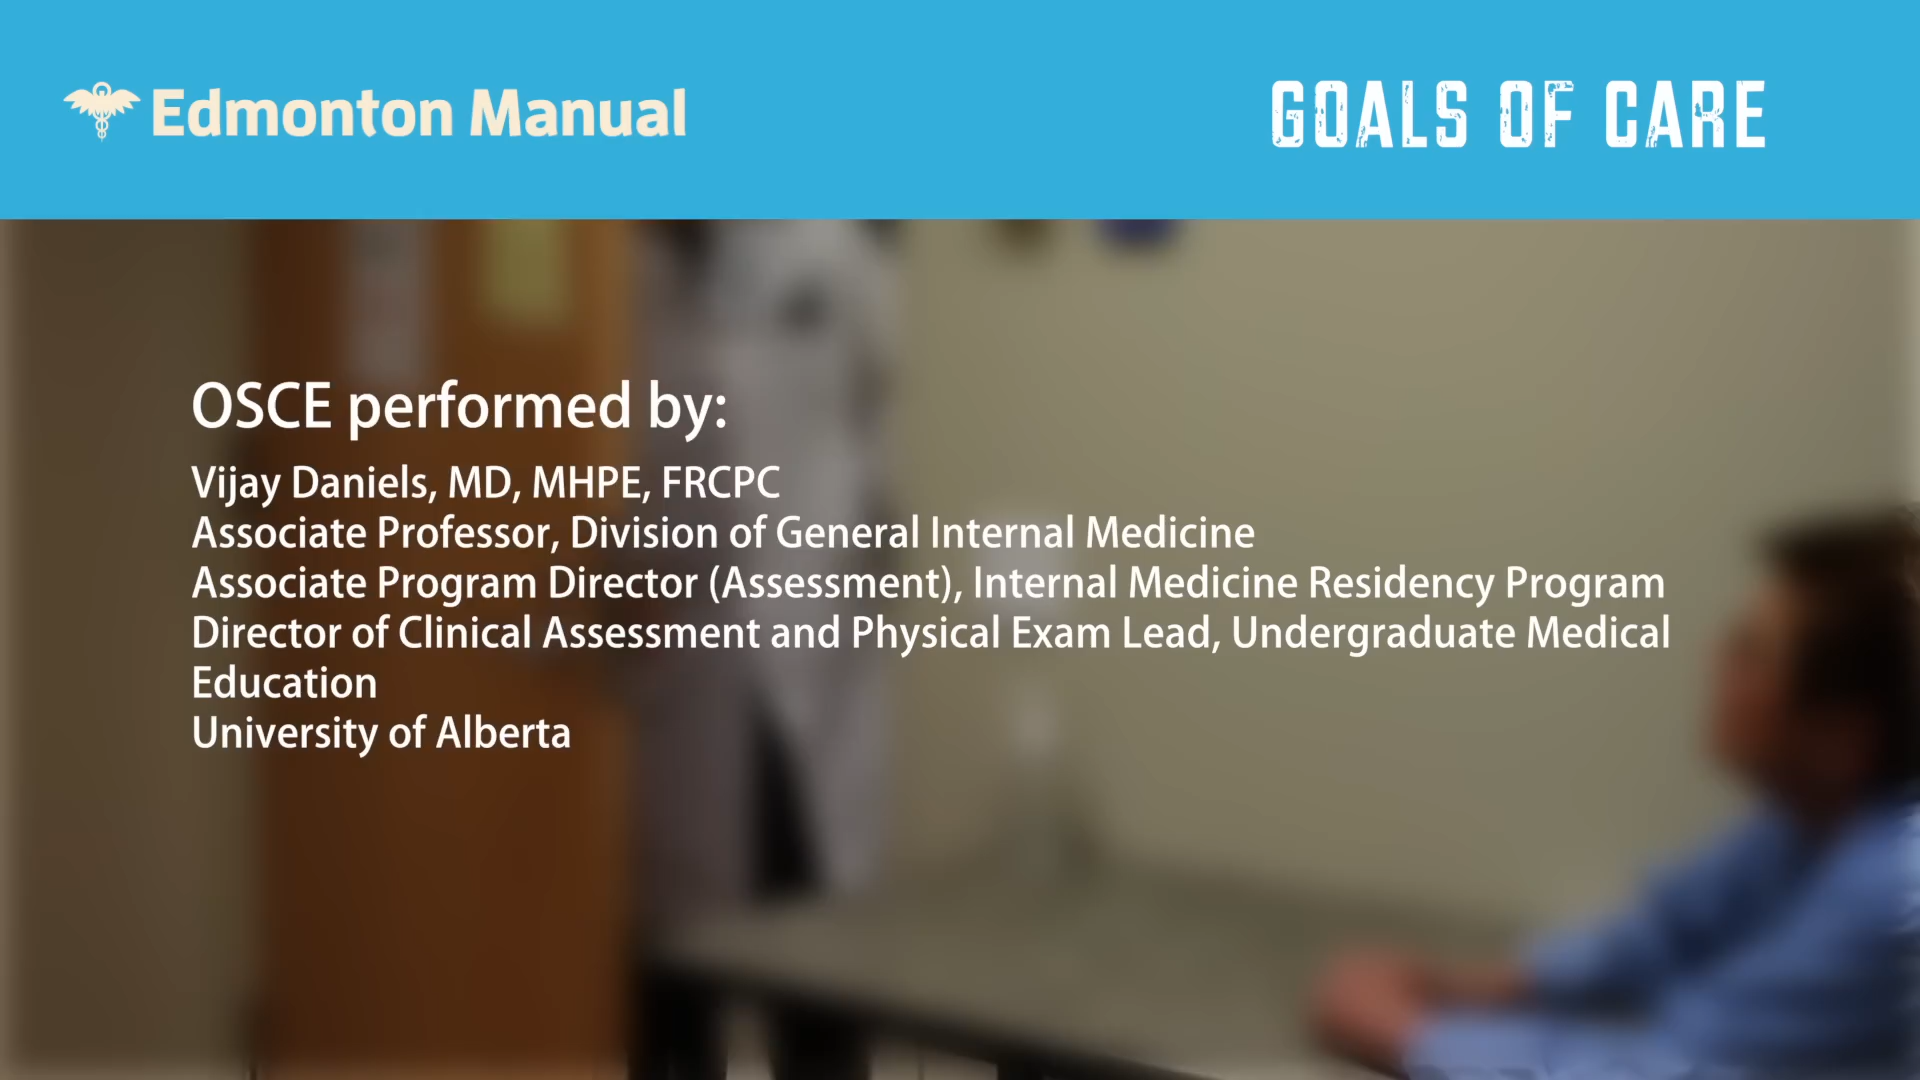 Edmonton Manual
GOALS OF CARE
OSCE performed by:
Vijay Daniels, MD, MHPE, FRCPC
Associate Professor, Division of General Internal Medicine
Associate Program Director (Assessment), Internal Medicine Residency Program
Director of Clinical Assessment and Physical Exam Lead, Undergraduate Medical
Education
University of Alberta